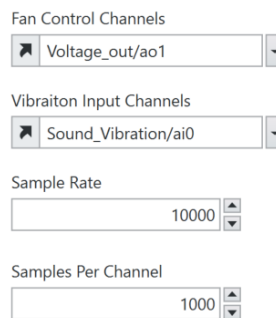 Fan Control Channels
Voltage_out/ao1
Vibraiton Input Channels
Sound_Vibration/ai0
Sample Rate
10000
Samples Per Channel
1000